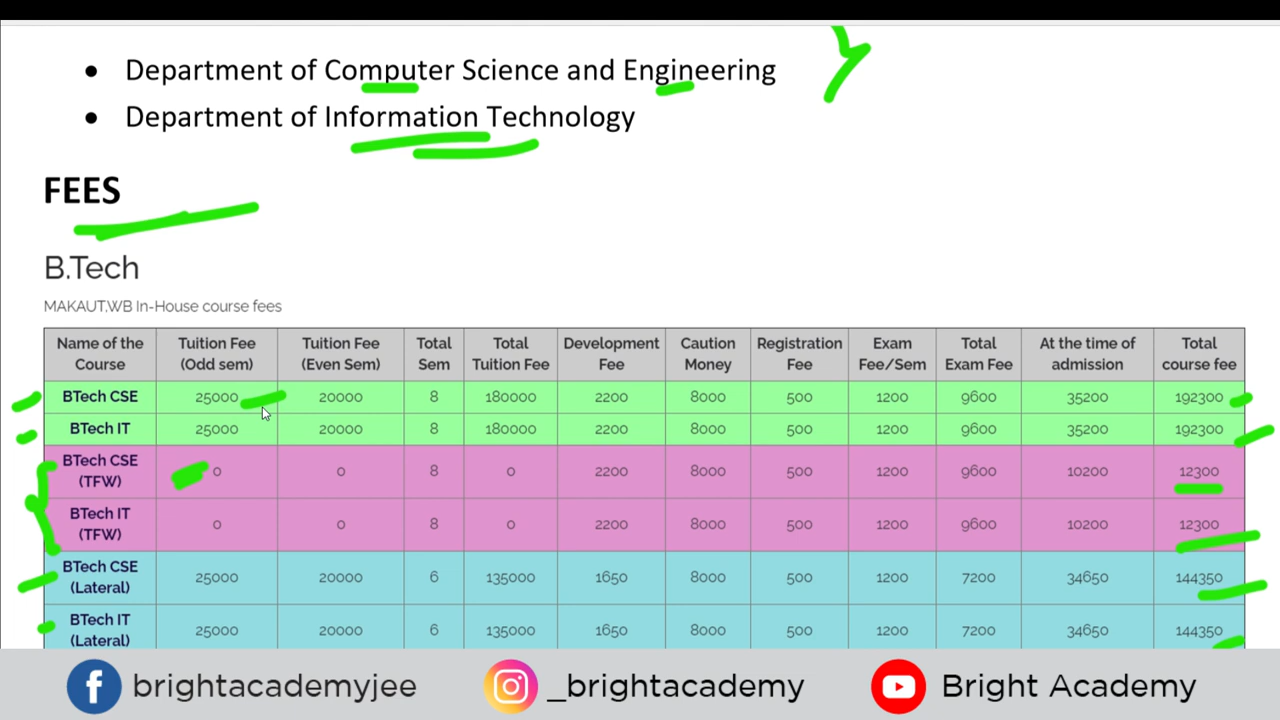 • Department of Computer Science and Engineering
• Department of Information Technology
FEES
B.Tech
MAKAUT,WB In-House course fees
Name of the Course | Tuition Fee (Odd sem) | Tuition Fee (Even Sem) | Total Sem | Total Tuition Fee | Development Fee | Caution Money | Registration Fee | Exam Fee/Sem | Total Exam Fee | At the time of admission | Total course fee
BTech CSE | 25000 | 20000 | 8 | 180000 | 2200 | 8000 | 500 | 1200 | 9600 | 35200 | 192300
BTech IT | 25000 | 20000 | 8 | 180000 | 2200 | 8000 | 500 | 1200 | 9600 | 35200 | 192300
BTech CSE (TFW) | 0 | 0 | 8 | 0 | 2200 | 8000 | 500 | 1200 | 9600 | 10200 | 12300
BTech IT (TFW) | 0 | 0 | 8 | 0 | 2200 | 8000 | 500 | 1200 | 9600 | 10200 | 12300
BTech CSE (Lateral) | 25000 | 20000 | 6 | 135000 | 1650 | 8000 | 500 | 1200 | 7200 | 34650 | 144350
BTech IT (Lateral) | 25000 | 20000 | 6 | 135000 | 1650 | 8000 | 500 | 1200 | 7200 | 34650 | 144350
brightacademyjee _brightacademy Bright Academy